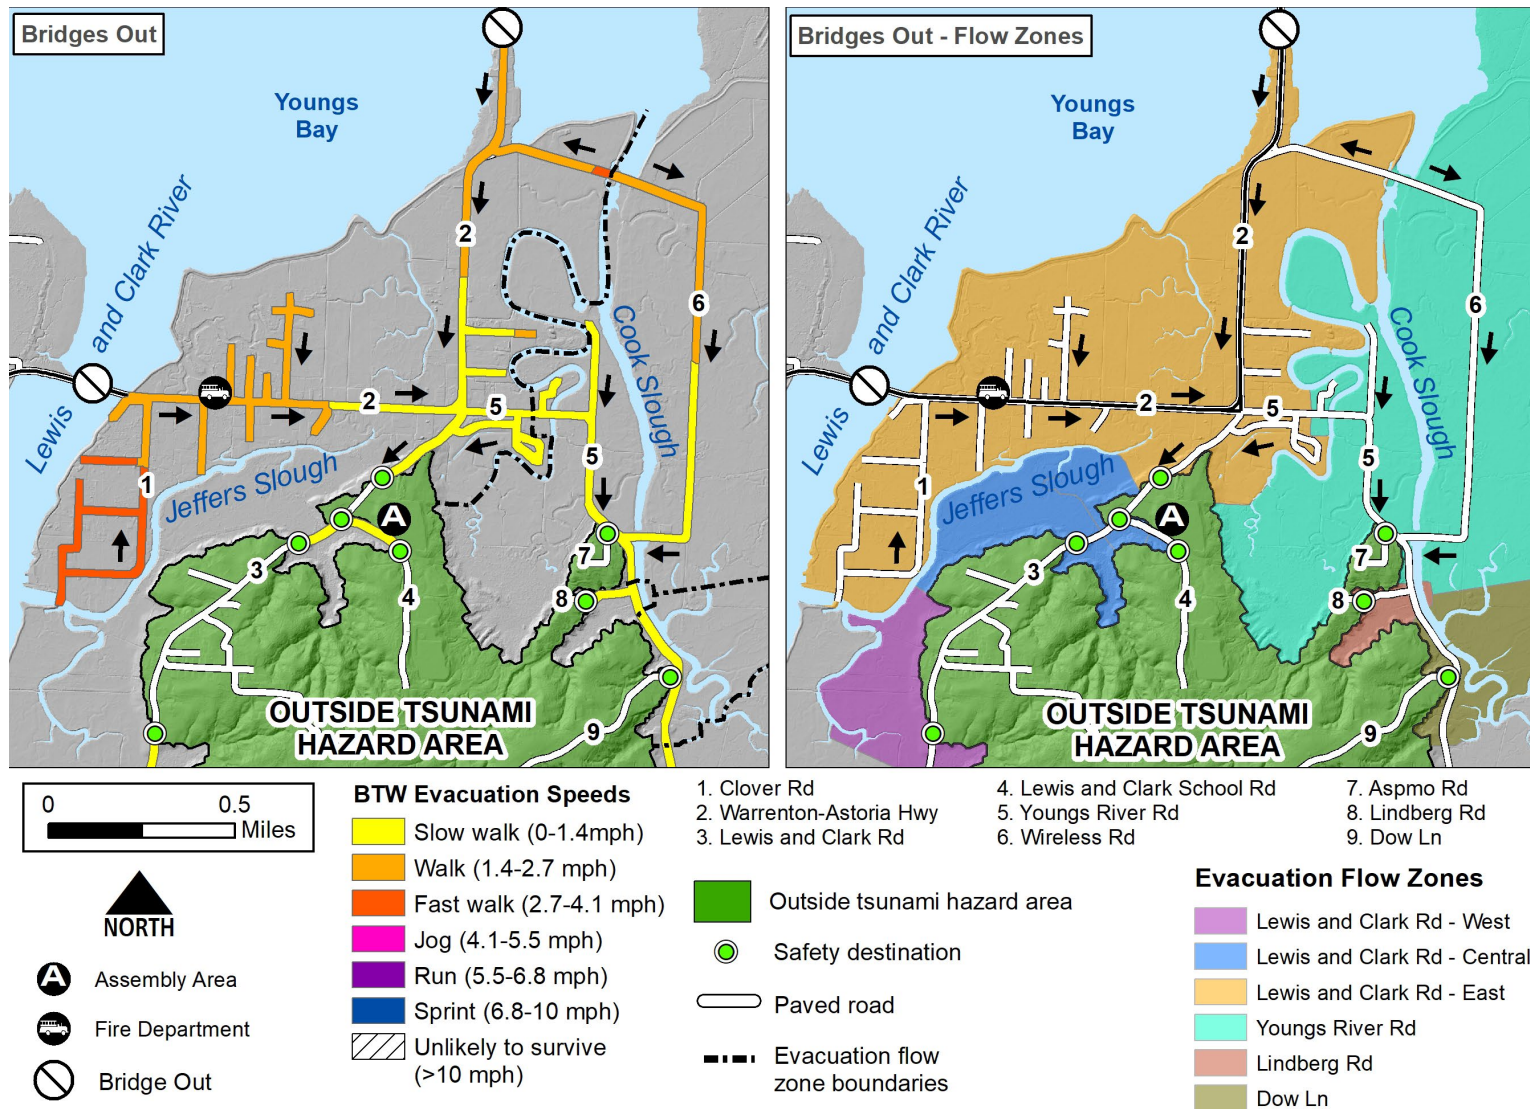 Bridges Out
Youngs
Bay
Lewis and Clark River
2
6
Cook Slough
2
5
1
Jeffers Slough
5
A
3
4
7
8
9
OUTSIDE TSUNAMI
HAZARD AREA
Bridges Out - Flow Zones
Youngs
Bay
Lewis and Clark River
2
6
Cook Slough
2
5
1
Jeffers Slough
5
A
3
4
7
8
9
OUTSIDE TSUNAMI
HAZARD AREA
0 0.5
Miles
NORTH
A Assembly Area
Fire Department
Bridge Out
BTW Evacuation Speeds
Slow walk (0-1.4mph)
Walk (1.4-2.7 mph)
Fast walk (2.7-4.1 mph)
Jog (4.1-5.5 mph)
Run (5.5-6.8 mph)
Sprint (6.8-10 mph)
Unlikely to survive
(>10 mph)
1. Clover Rd
2. Warrenton-Astoria Hwy
3. Lewis and Clark Rd
4. Lewis and Clark School Rd
5. Youngs River Rd
6. Wireless Rd
7. Aspmo Rd
8. Lindberg Rd
9. Dow Ln
Outside tsunami hazard area
Safety destination
Paved road
Evacuation flow
zone boundaries
Evacuation Flow Zones
Lewis and Clark Rd - West
Lewis and Clark Rd - Central
Lewis and Clark Rd - East
Youngs River Rd
Lindberg Rd
Dow Ln